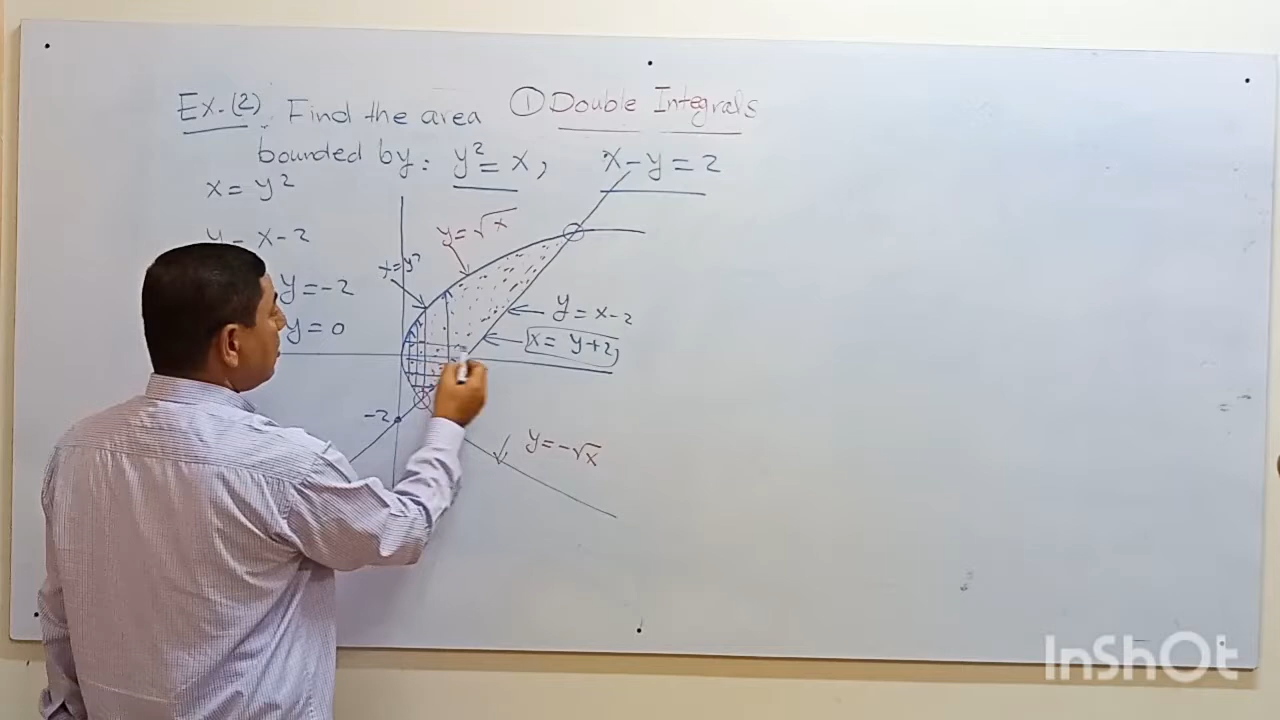 Ex-(2). Find the area ① Double Integrals
bounded by: y² = x, x - y = 2
x = y²
y = x - 2
y = -2
y = 0
y = √x
x = y²
y = x - 2
x = y + 2,
-2
y = -√x
InShOt